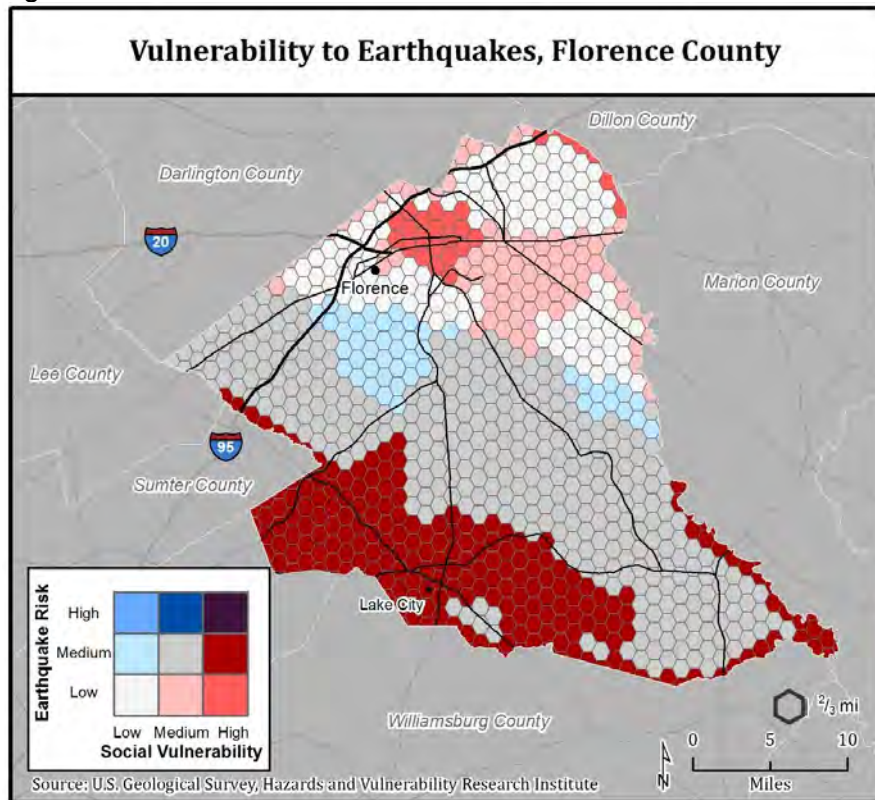 Vulnerability to Earthquakes, Florence County
Dillon County
Darlington County
20
Marion County
Florence
Lee County
95
Sumter County
Lake City
Williamsburg County
Earthquake Risk
High
Medium
Low
Low Medium High
Social Vulnerability
2/3 mi
0 5 10
Miles
N
Source: U.S. Geological Survey, Hazards and Vulnerability Research Institute